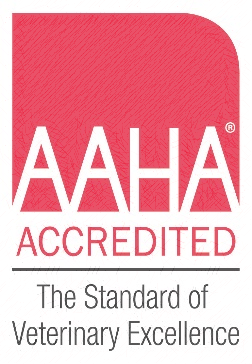 AAHA®
ACCREDITED
The Standard of
Veterinary Excellence